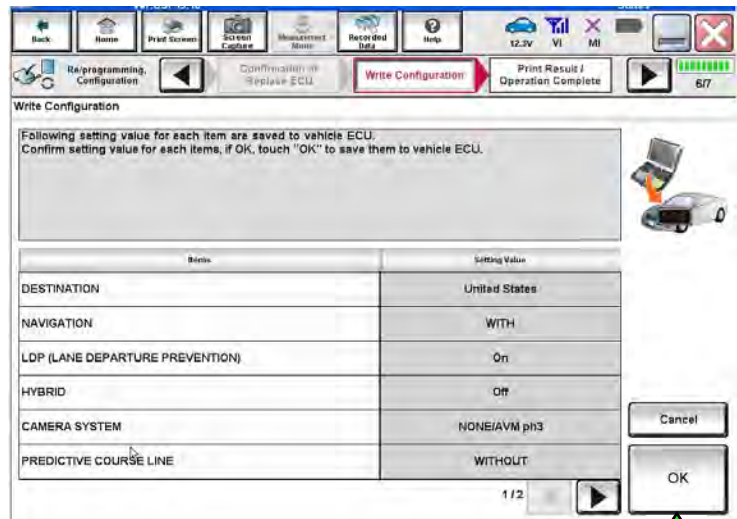 Back
Home
Print Screen
Screen
Capture
Measurement
Mode
Recorded
Data
Help
12.3V
VI
MI
Re/programming,
Configuration
Confirmation of
Replace ECU
Write Configuration
Print Result /
Operation Complete
6/7
Write Configuration
Following setting value for each item are saved to vehicle ECU.
Confirm setting value for each items, if OK, touch "OK" to save them to vehicle ECU.
Items
Setting Value
DESTINATION
United States
NAVIGATION
WITH
LDP (LANE DEPARTURE PREVENTION)
On
HYBRID
Off
CAMERA SYSTEM
NONE/AVM ph3
PREDICTIVE COURSE LINE
WITHOUT
1/2
Cancel
OK